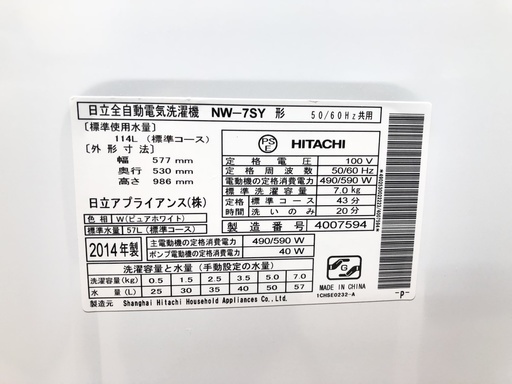 日立全自動電気洗濯機 NW-7SY 形 50/60Hz共用
[標準使用水量]
114L (標準コース)
[外形寸法]
幅 577 mm
奥行 530 mm
高さ 986 mm
日立アプライアンス(株)
色相 W(ピュアホワイト)
標準水量 57L (標準コース)
PS E HITACHI
定格電圧 100 V
定格周波数 50/60 Hz
電動機の定格消費電力 490/590 W
標準洗濯容量 7.0 kg
定格時間 標準コース 43分
洗いのみ 20分
製造番号 4007594
2014年製
主電動機の定格消費電力 490/590 W
ポンプ電動機の定格消費電力 40 W
洗濯容量と水量 (手動設定の水量)
洗濯容量(kg) 0.5 1.5 2.5 3.5 5.0 7.0
水量(L) 25 30 35 40 50 57
製造元 Shanghai Hitachi Household Appliances Co.,Ltd.
MADE IN CHINA
1CHSE0232-A
-P-